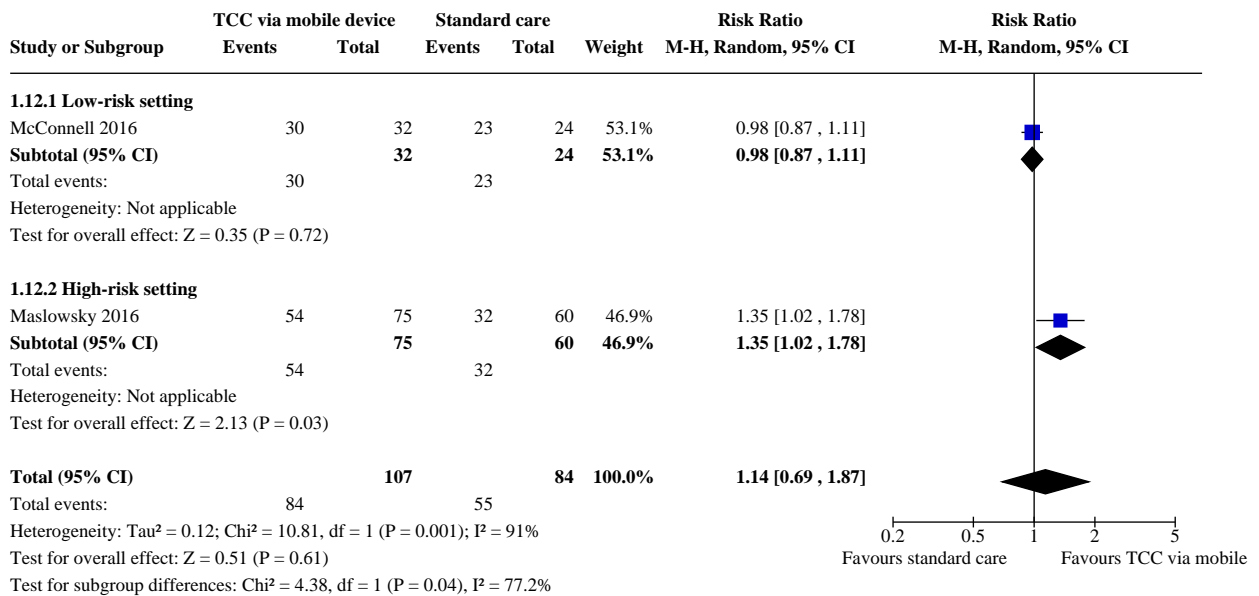 TCC via mobile device Standard care Risk Ratio Risk Ratio
Study or Subgroup Events Total Events Total Weight M-H, Random, 95% CI M-H, Random, 95% CI
1.12.1 Low-risk setting
McConnell 2016 30 32 23 24 53.1% 0.98 [0.87 , 1.11]
Subtotal (95% CI) 32 24 53.1% 0.98 [0.87 , 1.11]
Total events: 30 23
Heterogeneity: Not applicable
Test for overall effect: Z = 0.35 (P = 0.72)
1.12.2 High-risk setting
Maslowsky 2016 54 75 32 60 46.9% 1.35 [1.02 , 1.78]
Subtotal (95% CI) 75 60 46.9% 1.35 [1.02 , 1.78]
Total events: 54 32
Heterogeneity: Not applicable
Test for overall effect: Z = 2.13 (P = 0.03)
Total (95% CI) 107 84 100.0% 1.14 [0.69 , 1.87]
Total events: 84 55
Heterogeneity: Tau² = 0.12; Chi² = 10.81, df = 1 (P = 0.001); I² = 91%
Test for overall effect: Z = 0.51 (P = 0.61)
Test for subgroup differences: Chi² = 4.38, df = 1 (P = 0.04), I² = 77.2%
0.2 0.5 1 2 5
Favours standard care Favours TCC via mobile